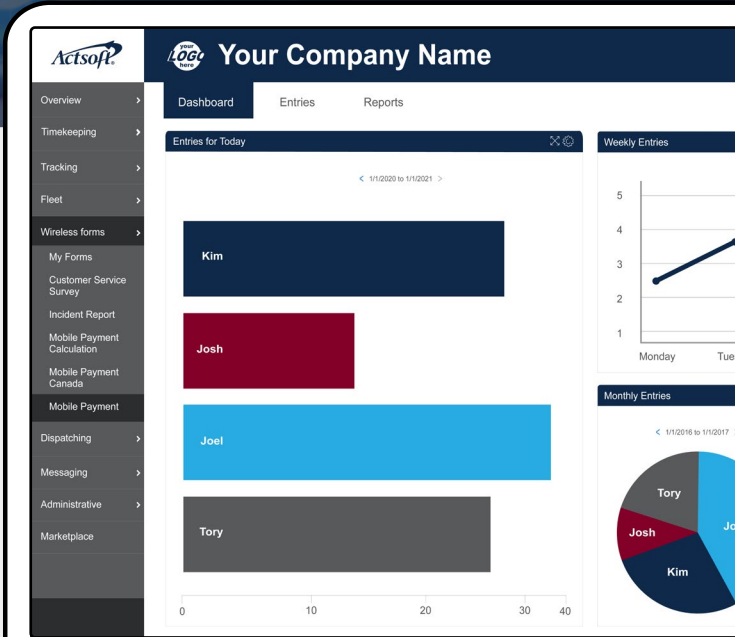 Actsoft.
your
LOGO
here
Your Company Name
Overview
Timekeeping
Tracking
Fleet
Wireless forms
My Forms
Customer Service
Survey
Incident Report
Mobile Payment
Calculation
Mobile Payment
Canada
Mobile Payment
Dispatching
Messaging
Administrative
Marketplace
Dashboard
Entries
Reports
Entries for Today
1/1/2020 to 1/1/2021
Kim
Josh
Joel
Tory
0 10 20 30 40
Weekly Entries
5
4
3
2
1
Monday Tue
Monthly Entries
1/1/2016 to 1/1/2017
Tory
Jo
Josh
Kim